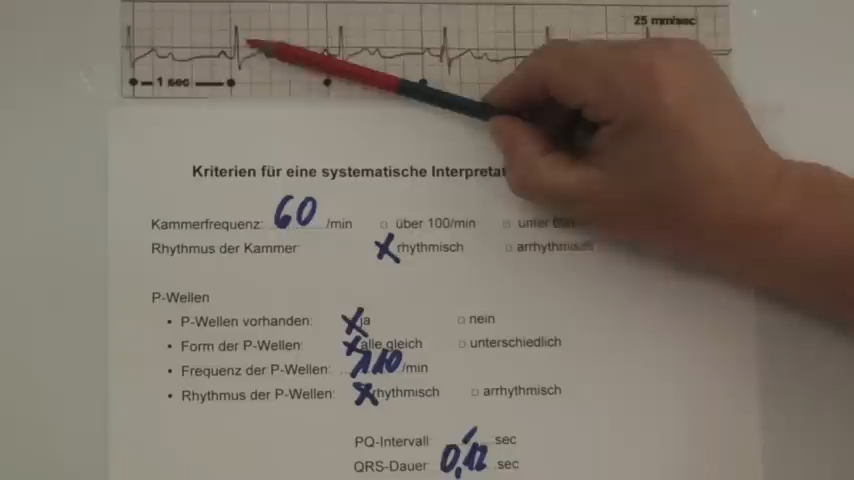 25 mm/sec
1 sec
Kriterien für eine systematische
Kammerfrequenz: 60 /min □ über 100/min □ unter
Rhythmus der Kammer: X rhythmisch □ arrhythmisch
P-Wellen
• P-Wellen vorhanden: X ja □ nein
• Form der P-Wellen: X alle gleich □ unterschiedlich
• Frequenz der P-Wellen: 110 /min
• Rhythmus der P-Wellen: X rhythmisch □ arrhythmisch
PQ-Intervall: sec
QRS-Dauer: 0,12 sec